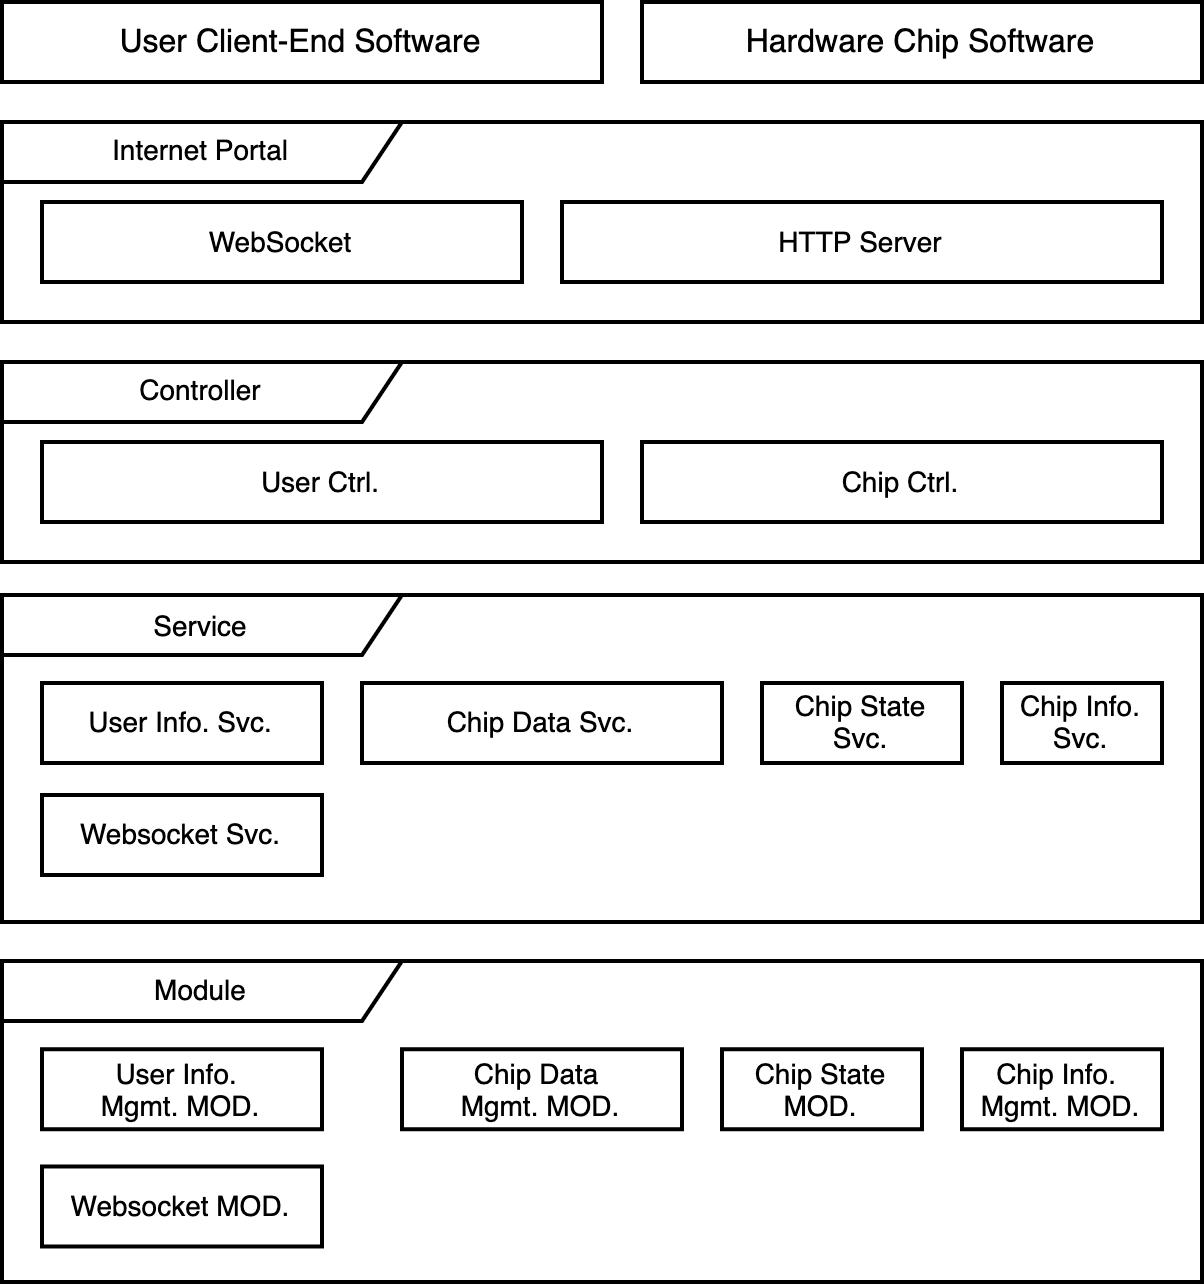 User Client-End Software
Hardware Chip Software
Internet Portal
WebSocket
HTTP Server
Controller
User Ctrl.
Chip Ctrl.
Service
User Info. Svc.
Chip Data Svc.
Chip State
Svc.
Chip Info.
Svc.
Websocket Svc.
Module
User Info.
Mgmt. MOD.
Chip Data
Mgmt. MOD.
Chip State
MOD.
Chip Info.
Mgmt. MOD.
Websocket MOD.